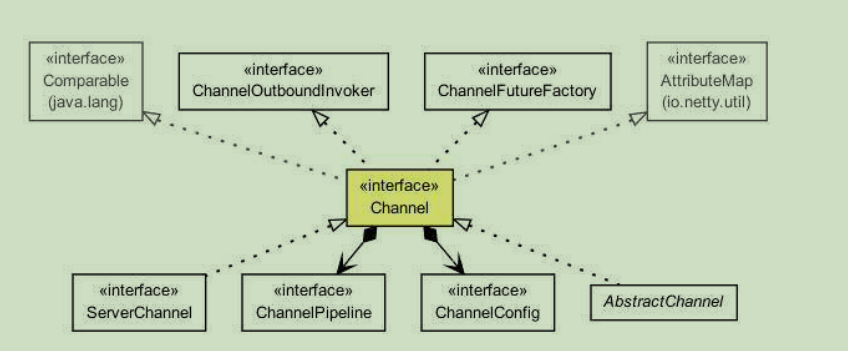 «interface»
Comparable
(java.lang)
«interface»
ChannelOutboundInvoker
«interface»
ChannelFutureFactory
«interface»
AttributeMap
(io.netty.util)
«interface»
Channel
«interface»
ServerChannel
«interface»
ChannelPipeline
«interface»
ChannelConfig
AbstractChannel